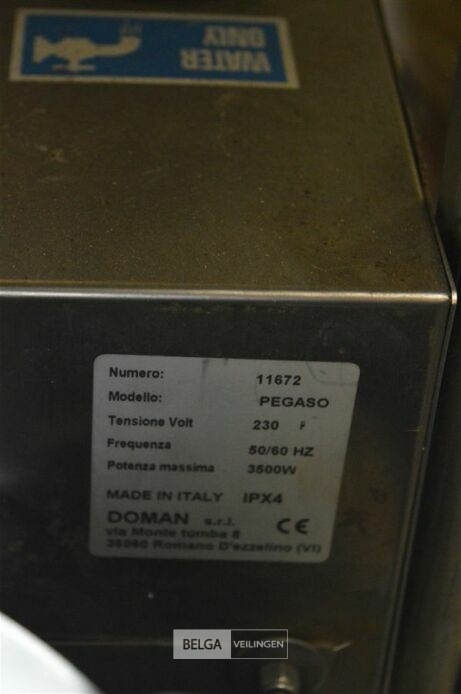 WATER
ONLY
Numero: 11672
Modello: PEGASO
Tensione Volt 230
Frequenza 50/60 HZ
Potenza massima 3500W
MADE IN ITALY IPX4
DOMAN s.r.l. CE
via Monte tomba 8
36060 Romano D'ezzelino (VI)
BELGA VEILINGEN